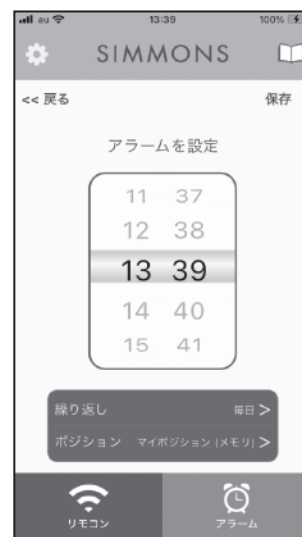 au 13:39 100%
SIMMONS
<< 戻る 保存
アラームを設定
11 37
12 38
13 39
14 40
15 41
繰り返し 毎日 >
ポジション マイポジション (メモリ) >
リモコン アラーム